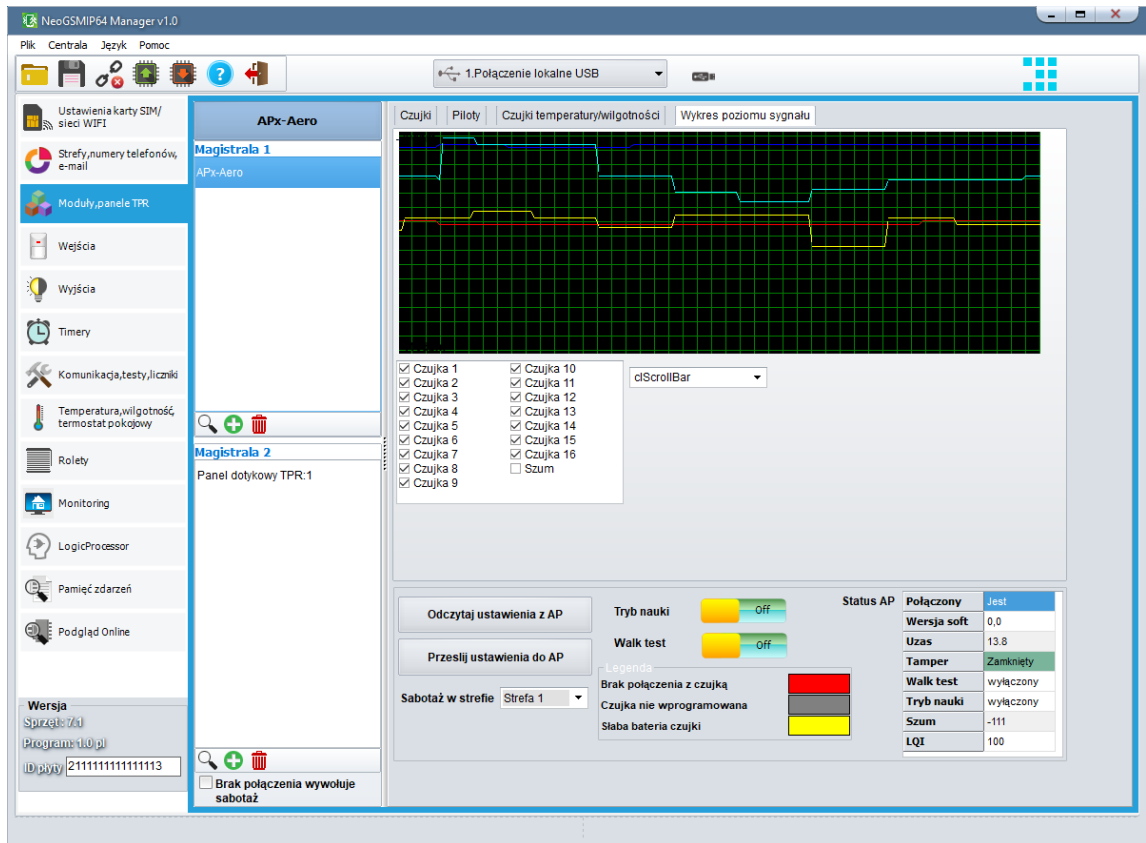 NeoGSMIP64 Manager v1.0
Plik Centrala Język Pomoc
1.Połączenie lokalne USB
Ustawienia karty SIM/
sieci WIFI
Strefy,numery telefonów,
e-mail
Moduły,panele TPR
Wejścia
Wyjścia
Timery
Komunikacja,testy,liczniki
Temperatura,wilgotność,
termostat pokojowy
Rolety
Monitoring
LogicProcessor
Pamięć zdarzeń
Podgląd Online
Wersja
Sprzęt: 7.1
Program: 1.0 pl
ID płyty 2111111111111113
APx-Aero
Magistrala 1
APx-Aero
Magistrala 2
Panel dotykowy TPR:1
Brak połączenia wywołuje
sabotaż
Czujki Piloty Czujki temperatury/wilgotności Wykres poziomu sygnału
Czujka 1 Czujka 10
Czujka 2 Czujka 11
Czujka 3 Czujka 12
Czujka 4 Czujka 13
Czujka 5 Czujka 14
Czujka 6 Czujka 15
Czujka 7 Czujka 16
Czujka 8 Szum
Czujka 9
clScrollBar
Odczytaj ustawienia z AP
Prześlij ustawienia do AP
Sabotaż w strefie Strefa 1
Tryb nauki Off
Walk test Off
Legenda
Brak połączenia z czujką
Czujka nie wprogramowana
Słaba bateria czujki
Status AP
Połączony Jest
Wersja soft 0,0
Uzas 13.8
Tamper Zamknięty
Walk test wyłączony
Tryb nauki wyłączony
Szum -111
LQI 100